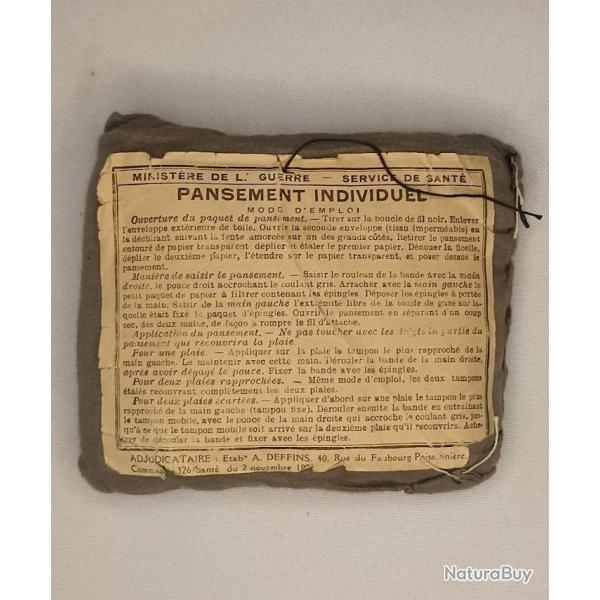 MINISTÈRE DE L. GUERRE — SERVICE DE SANTÉ
PANSEMENT INDIVIDUEL
MODE D'EMPLOI
Ouverture du paquet de pansement. — Tirer sur la boucle de fil noir. Enlever
l'enveloppe extérieure de toile. Ouvrir la seconde enveloppe (tissu imperméable) en
la déchirant suivant la fente amorcée sur un des grands côtés. Retirer le pansement
entouré de papier transparent déplier et étaler le premier papier. Dénouer la ficelle,
déplier le deuxième papier, l'étendre sur le papier transparent, et poser dessus le
pansement.
Manière de saisir le pansement. — Saisir le rouleau de la bande avec la main
droite, le pouce droit accrochant le coulant gris. Arracher avec la main gauche le
petit paquet de papier à filtrer contenant les épingles. Déposer les épingles à portée
de la main. Saisir de la main gauche l'extrémité libre de la bande de gaze sur la-
quelle était fixé le paquet d'épingles. Ouvrir le pansement en séparant d'un coup
sec, des deux mains, de façon à rompre le fil d'attache.
Application du pansement. — Ne pas toucher avec les doigts la partie du
pansement qui recouvrira la plaie
Pour une plaie. — Appliquer sur la plaie le tampon le plus rapproché de la
main gauche. Le maintenir avec cette main. Dérouler la bande de la main droite,
après avoir dégagé le pouce. Fixer la bande avec les épingles.
Pour deux plaies rapprochées. — Même mode d'emploi, les deux tampons
étalés recouvrant complètement les deux plaies.
Pour deux plaies écartées. — Appliquer d'abord sur une plaie le tampon le plus
rapproché de la main gauche (tampon fixe). Dérouler ensuite la bande en entraînant
le tampon mobile, avec le pouce de la main droite qui accroche le coulant gris, jus-
qu'à ce que le tampon mobile soit arrivé sur la deuxième plaie qu'il recouvrira. Ache-
ver de dérouler la bande et fixer avec les épingles.
ADJUDICATAIRE : Etabts A. DEFFINS, 40, Rue du Faubourg-Poissonnière.
326/Santé du 2 novembre
NaturaBuy